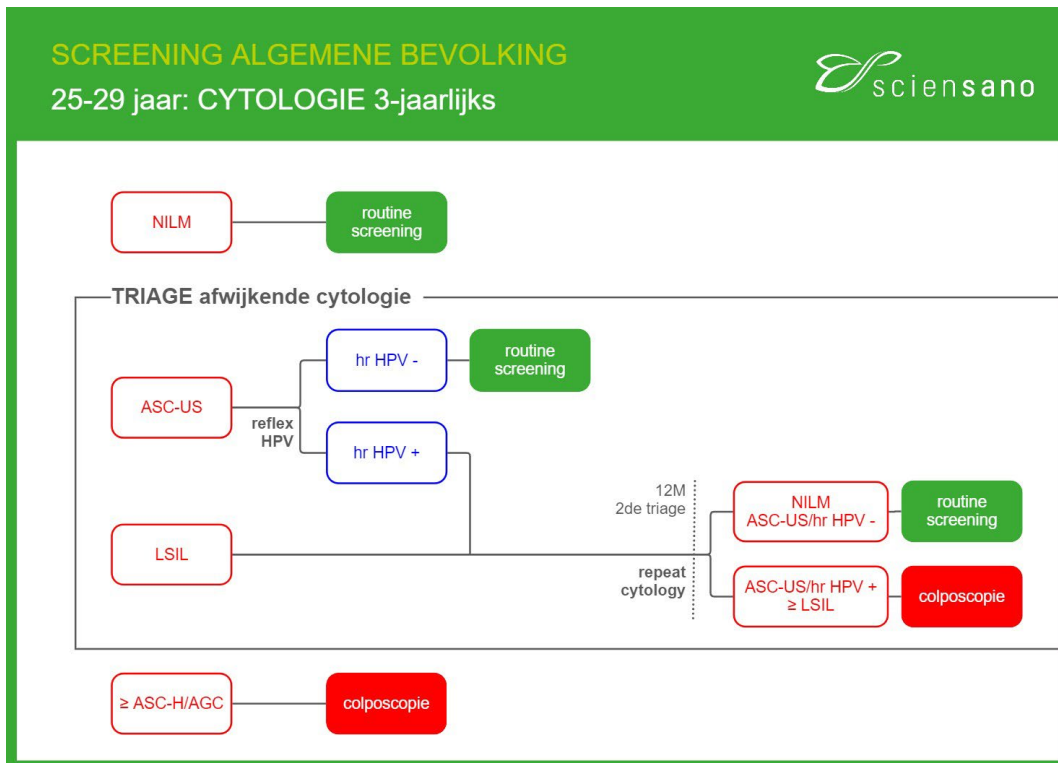 SCREENING ALGEMENE BEVOLKING
25-29 jaar: CYTOLOGIE 3-jaarlijks
sciensano
NILM
routine
screening
TRIAGE afwijkende cytologie
ASC-US
reflex
HPV
hr HPV -
routine
screening
hr HPV +
LSIL
12M
2de triage
repeat
cytology
NILM
ASC-US/hr HPV -
routine
screening
ASC-US/hr HPV +
≥ LSIL
colposcopie
≥ ASC-H/AGC
colposcopie